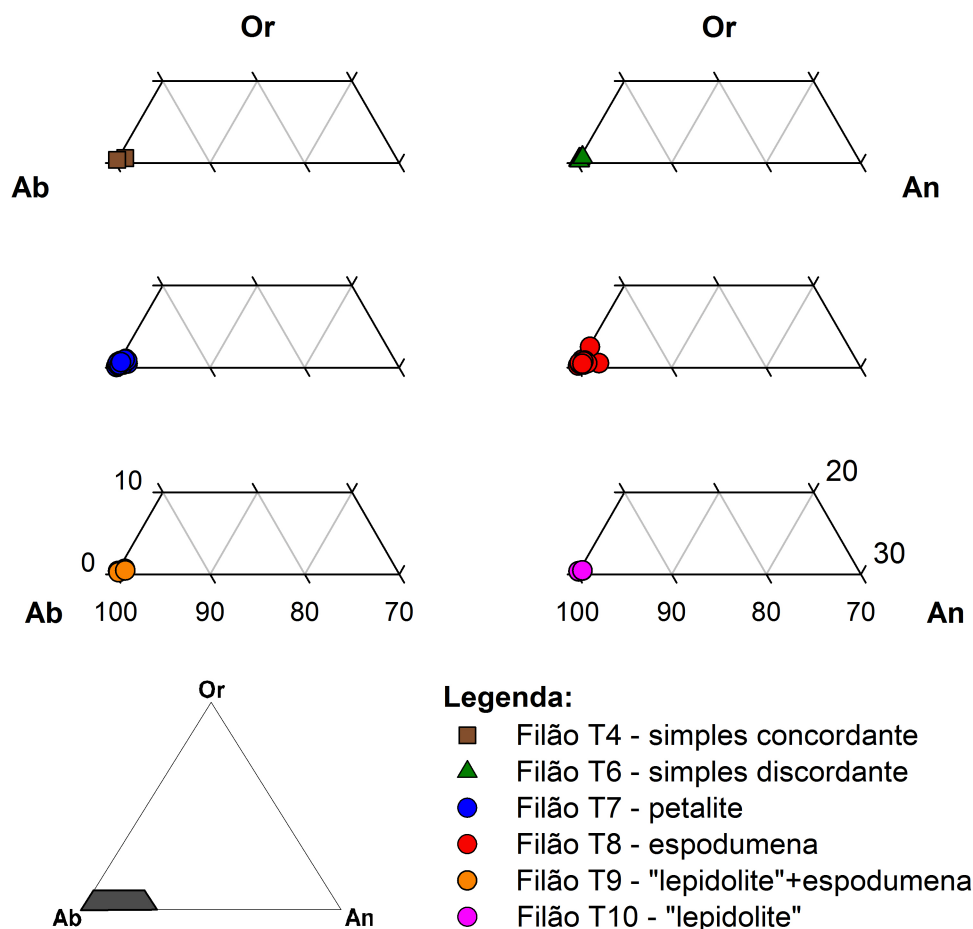 Or Or
Ab An
10 20
0 30
Ab 100 90 80 70 100 90 80 70 An
Or
Ab An
Legenda:
Filão T4 - simples concordante
Filão T6 - simples discordante
Filão T7 - petalite
Filão T8 - espodumena
Filão T9 - "lepidolite"+espodumena
Filão T10 - "lepidolite"